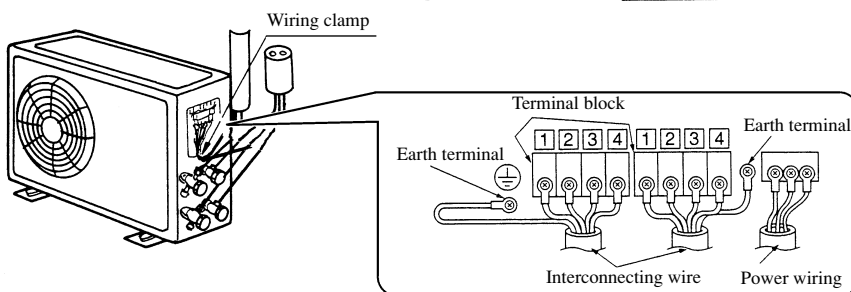 Wiring clamp
Terminal block
1 2 3 4 1 2 3 4
Earth terminal
Earth terminal
Interconnecting wire
Power wiring